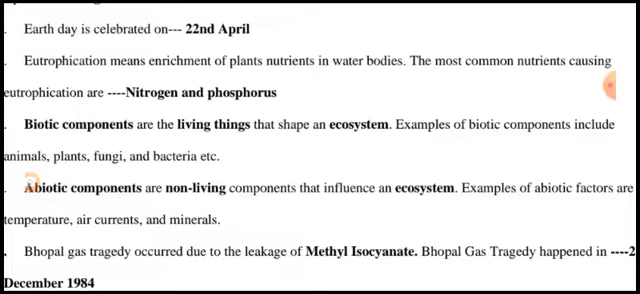 . Earth day is celebrated on--- 22nd April
. Eutrophication means enrichment of plants nutrients in water bodies. The most common nutrients causing
eutrophication are ----Nitrogen and phosphorus
. Biotic components are the living things that shape an ecosystem. Examples of biotic components include
animals, plants, fungi, and bacteria etc.
. Abiotic components are non-living components that influence an ecosystem. Examples of abiotic factors are
temperature, air currents, and minerals.
. Bhopal gas tragedy occurred due to the leakage of Methyl Isocyanate. Bhopal Gas Tragedy happened in ----2
December 1984